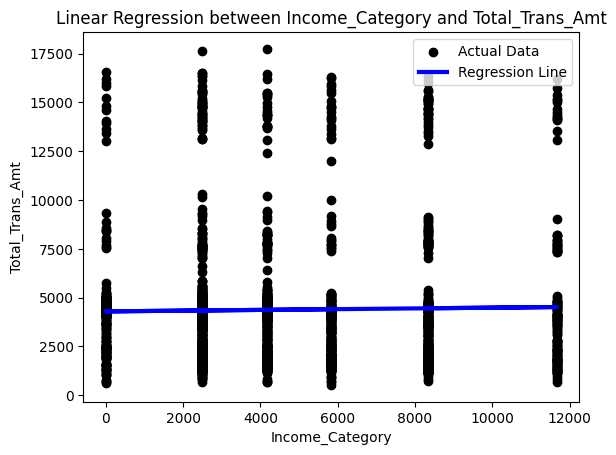 Linear Regression between Income_Category and Total_Trans_Amt
Actual Data
Regression Line
Total_Trans_Amt
17500
15000
12500
10000
7500
5000
2500
0
0 2000 4000 6000 8000 10000 12000
Income_Category